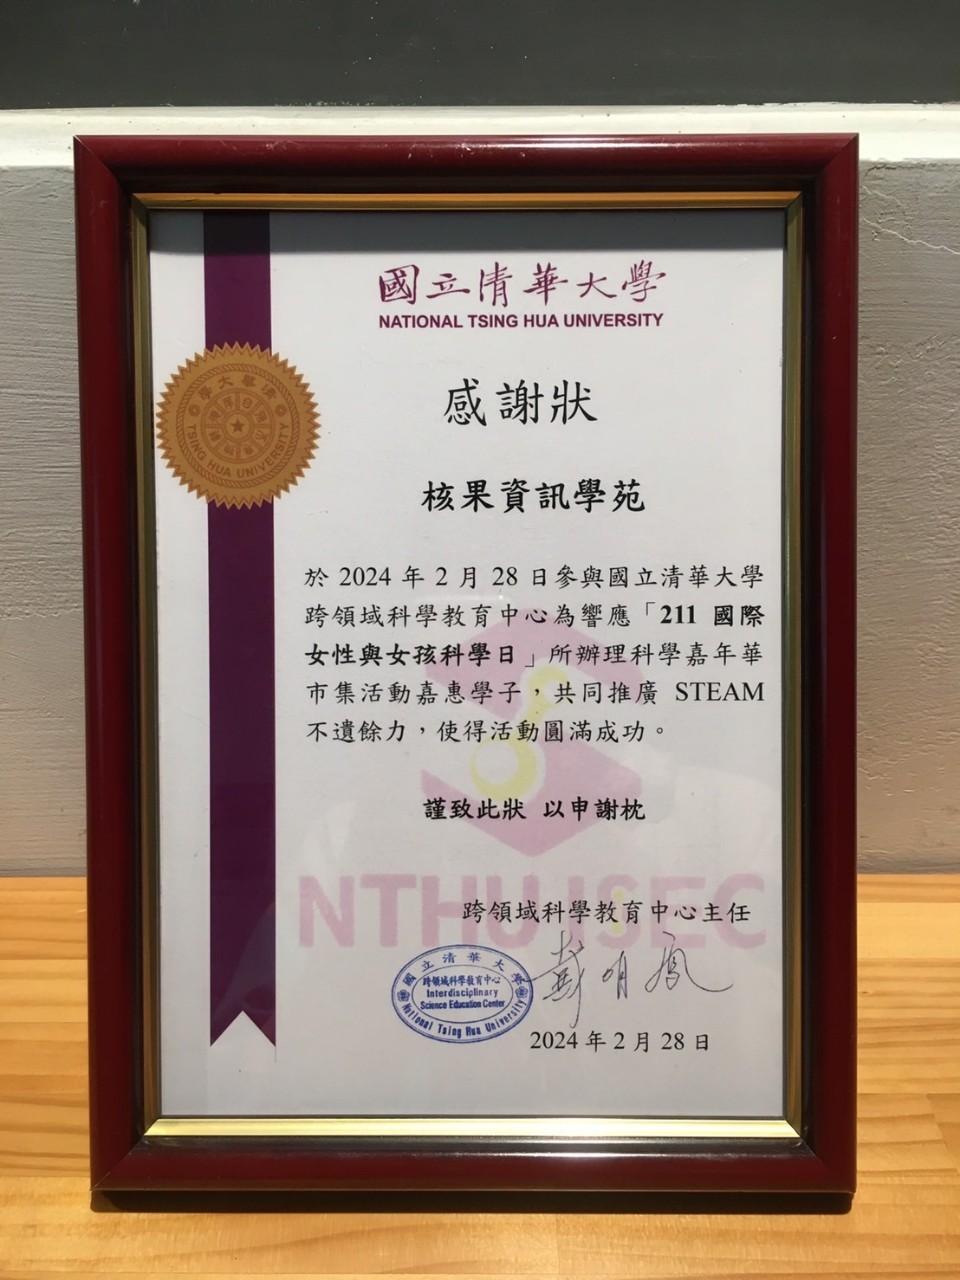 國立清華大學
NATIONAL TSING HUA UNIVERSITY
感謝狀
核果資訊學苑
於 2024 年 2 月 28 日參與國立清華大學
跨領域科學教育中心為響應「211 國際
女性與女孩科學日」所辦理科學嘉年華
市集活動嘉惠學子，共同推廣 STEAM
不遺餘力，使得活動圓滿成功。
謹致此狀 以申謝忱
NTHU ISEC
跨領域科學教育中心主任
國立清華大學
跨領域科學教育中心
Interdisciplinary
Science Education Center
National Tsing Hua University
2024 年 2 月 28 日
學大華清
TSING HUA UNIVERSITY